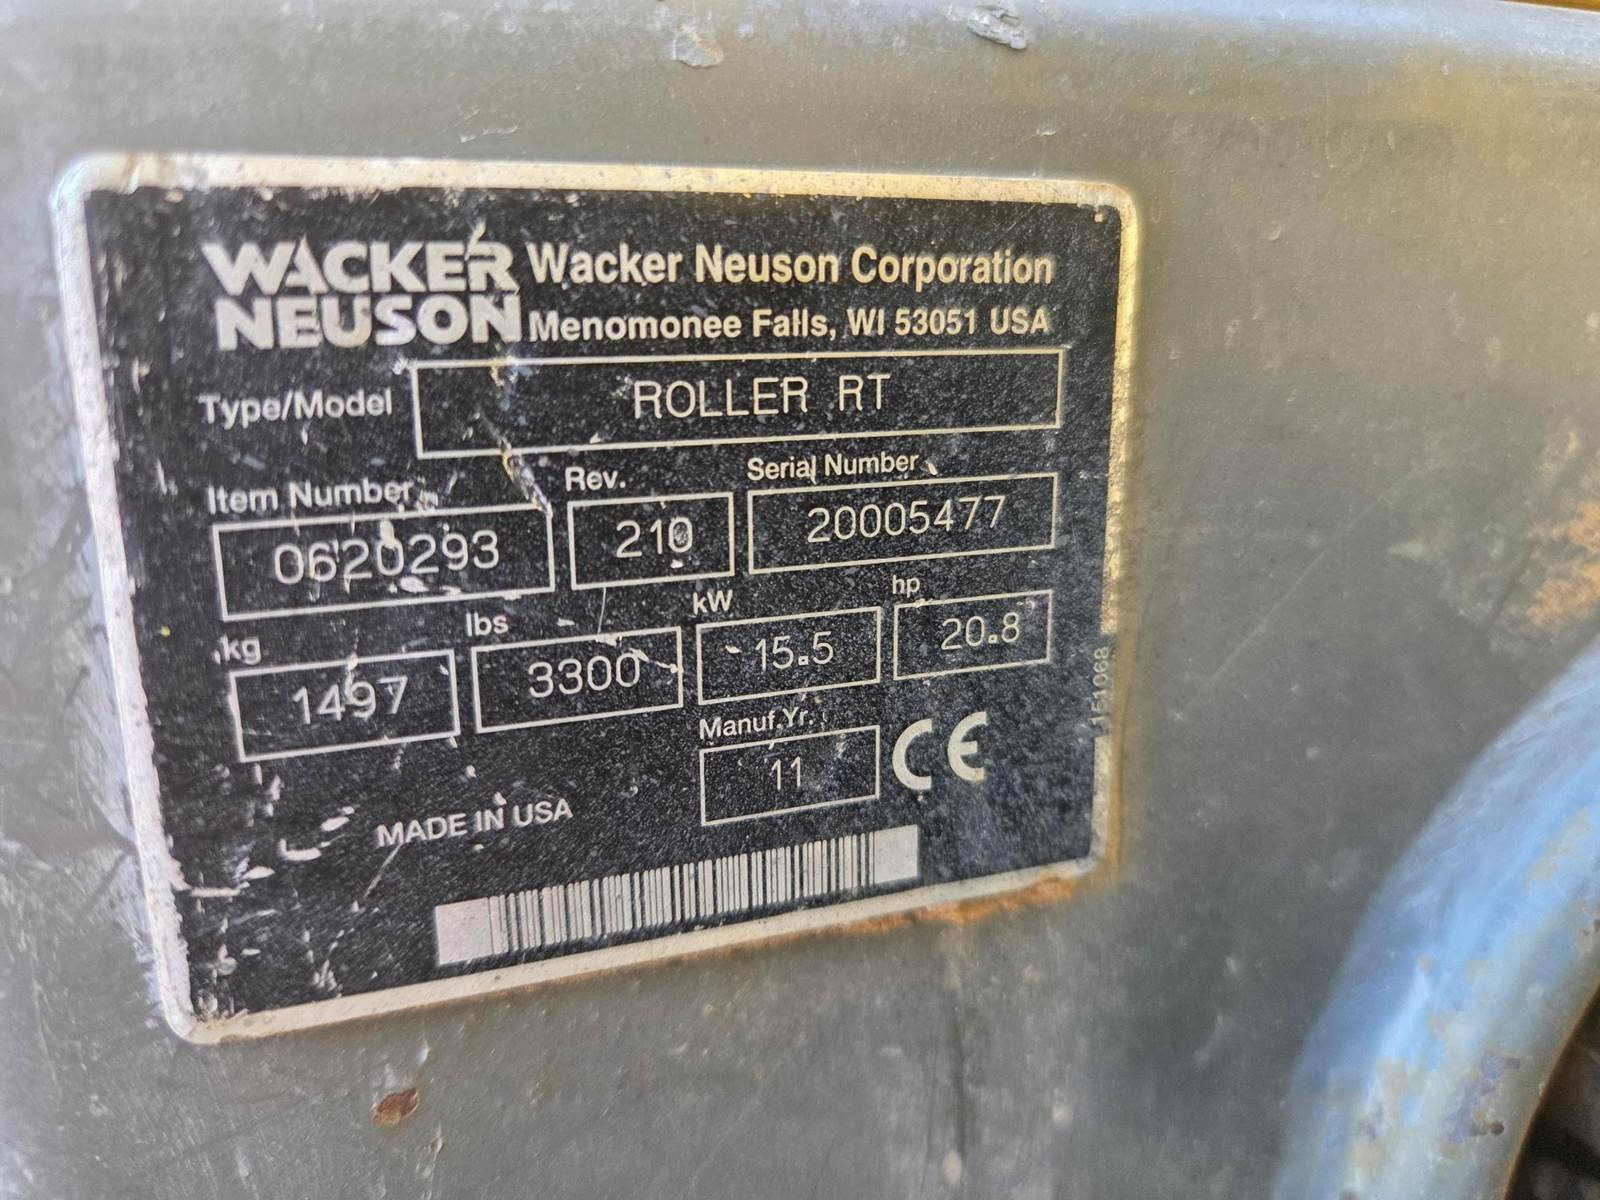 WACKER NEUSON
Wacker Neuson Corporation
Menomonee Falls, WI 53051 USA
Type/Model ROLLER RT
Item Number Rev. Serial Number
0620293 210 20005477
kg lbs kW hp
1497 3300 15.5 20.8
Manuf.Yr.
11 CE
MADE IN USA
151068